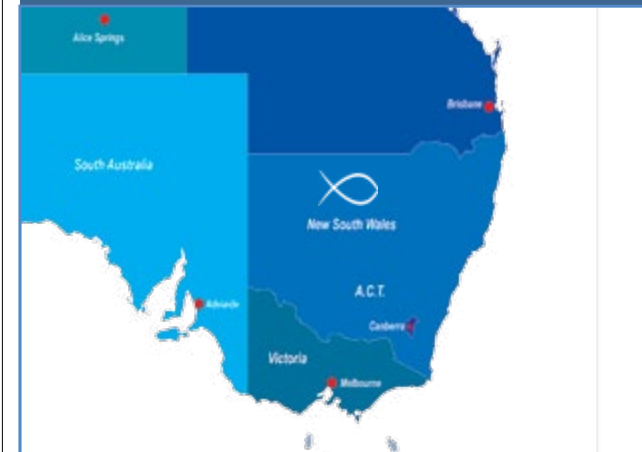 Alice Springs
Brisbane
South Australia
New South Wales
A.C.T.
Adelaide
Canberra
Victoria
Melbourne